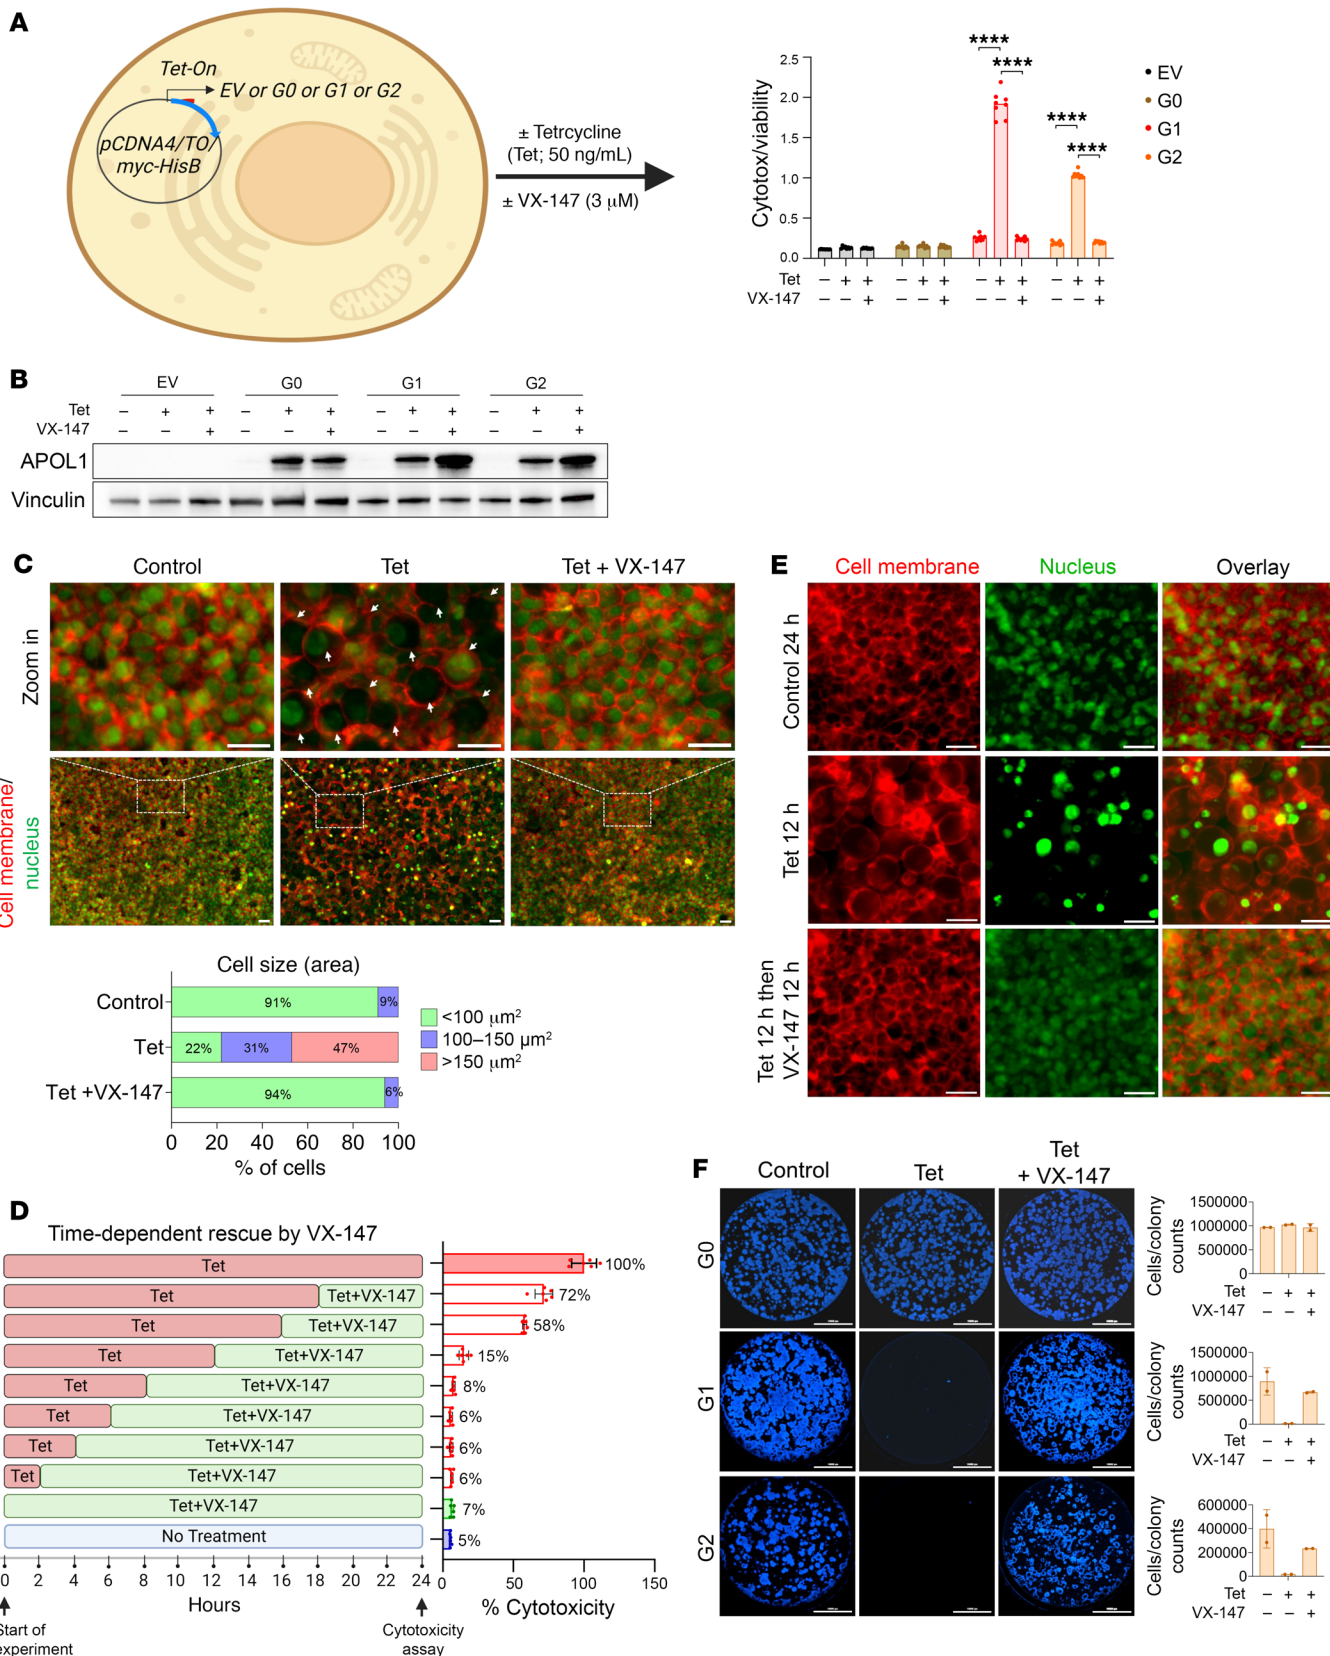 A
Tet-On
EV or G0 or G1 or G2
pCDNA4/TO/
myc-HisB
± Tetrcycline
(Tet; 50 ng/mL)
± VX-147 (3 μM)
Cytotox/viability
2.5
2.0
1.5
1.0
0.5
0.0
****
****
****
****
EV
G0
G1
G2
Tet – + + – + + – + + – + +
VX-147 – – + – – + – – + – – +
B
EV G0 G1 G2
Tet – + + – + + – + + – + +
VX-147 – – + – – + – – + – – +
APOL1
Vinculin
C
Control Tet Tet + VX-147
Zoom in
Cell membrane/
nucleus
Cell size (area)
Control 91% 9%
Tet 22% 31% 47%
Tet +VX-147 94% 6%
<100 μm²
100–150 μm²
>150 μm²
0 20 40 60 80 100
% of cells
E
Cell membrane Nucleus Overlay
Control 24 h
Tet 12 h
Tet 12 h then
VX-147 12 h
D
Time-dependent rescue by VX-147
Tet 100%
Tet Tet+VX-147 72%
Tet Tet+VX-147 58%
Tet Tet+VX-147 15%
Tet Tet+VX-147 8%
Tet Tet+VX-147 6%
Tet Tet+VX-147 6%
Tet Tet+VX-147 6%
Tet+VX-147 7%
No Treatment 5%
0 2 4 6 8 10 12 14 16 18 20 22 24
Hours
0 50 100 150
% Cytotoxicity
Start of
experiment
Cytotoxicity
assay
F
Control Tet Tet
+ VX-147
G0
Cells/colony
counts
1500000
1000000
500000
0
Tet – + +
VX-147 – – +
G1
Cells/colony
counts
1500000
1000000
500000
0
Tet – + +
VX-147 – – +
G2
Cells/colony
counts
600000
400000
200000
0
Tet – + +
VX-147 – – +